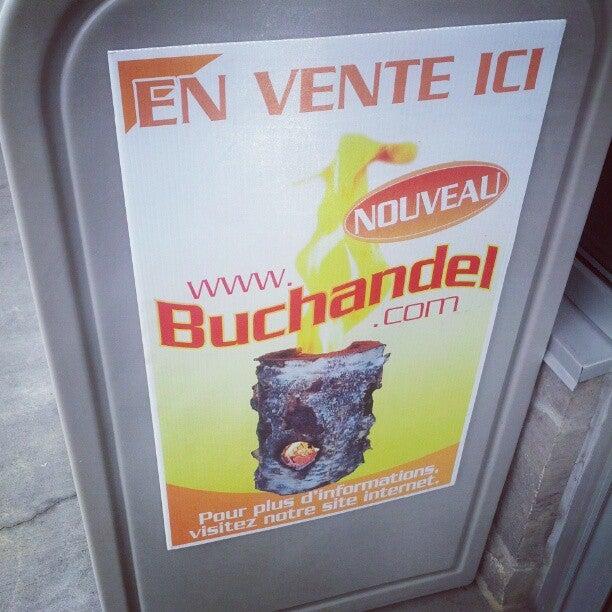 EN VENTE ICI
NOUVEAU
www.
Buchandel
.com
Pour plus d'informations,
visitez notre site internet.